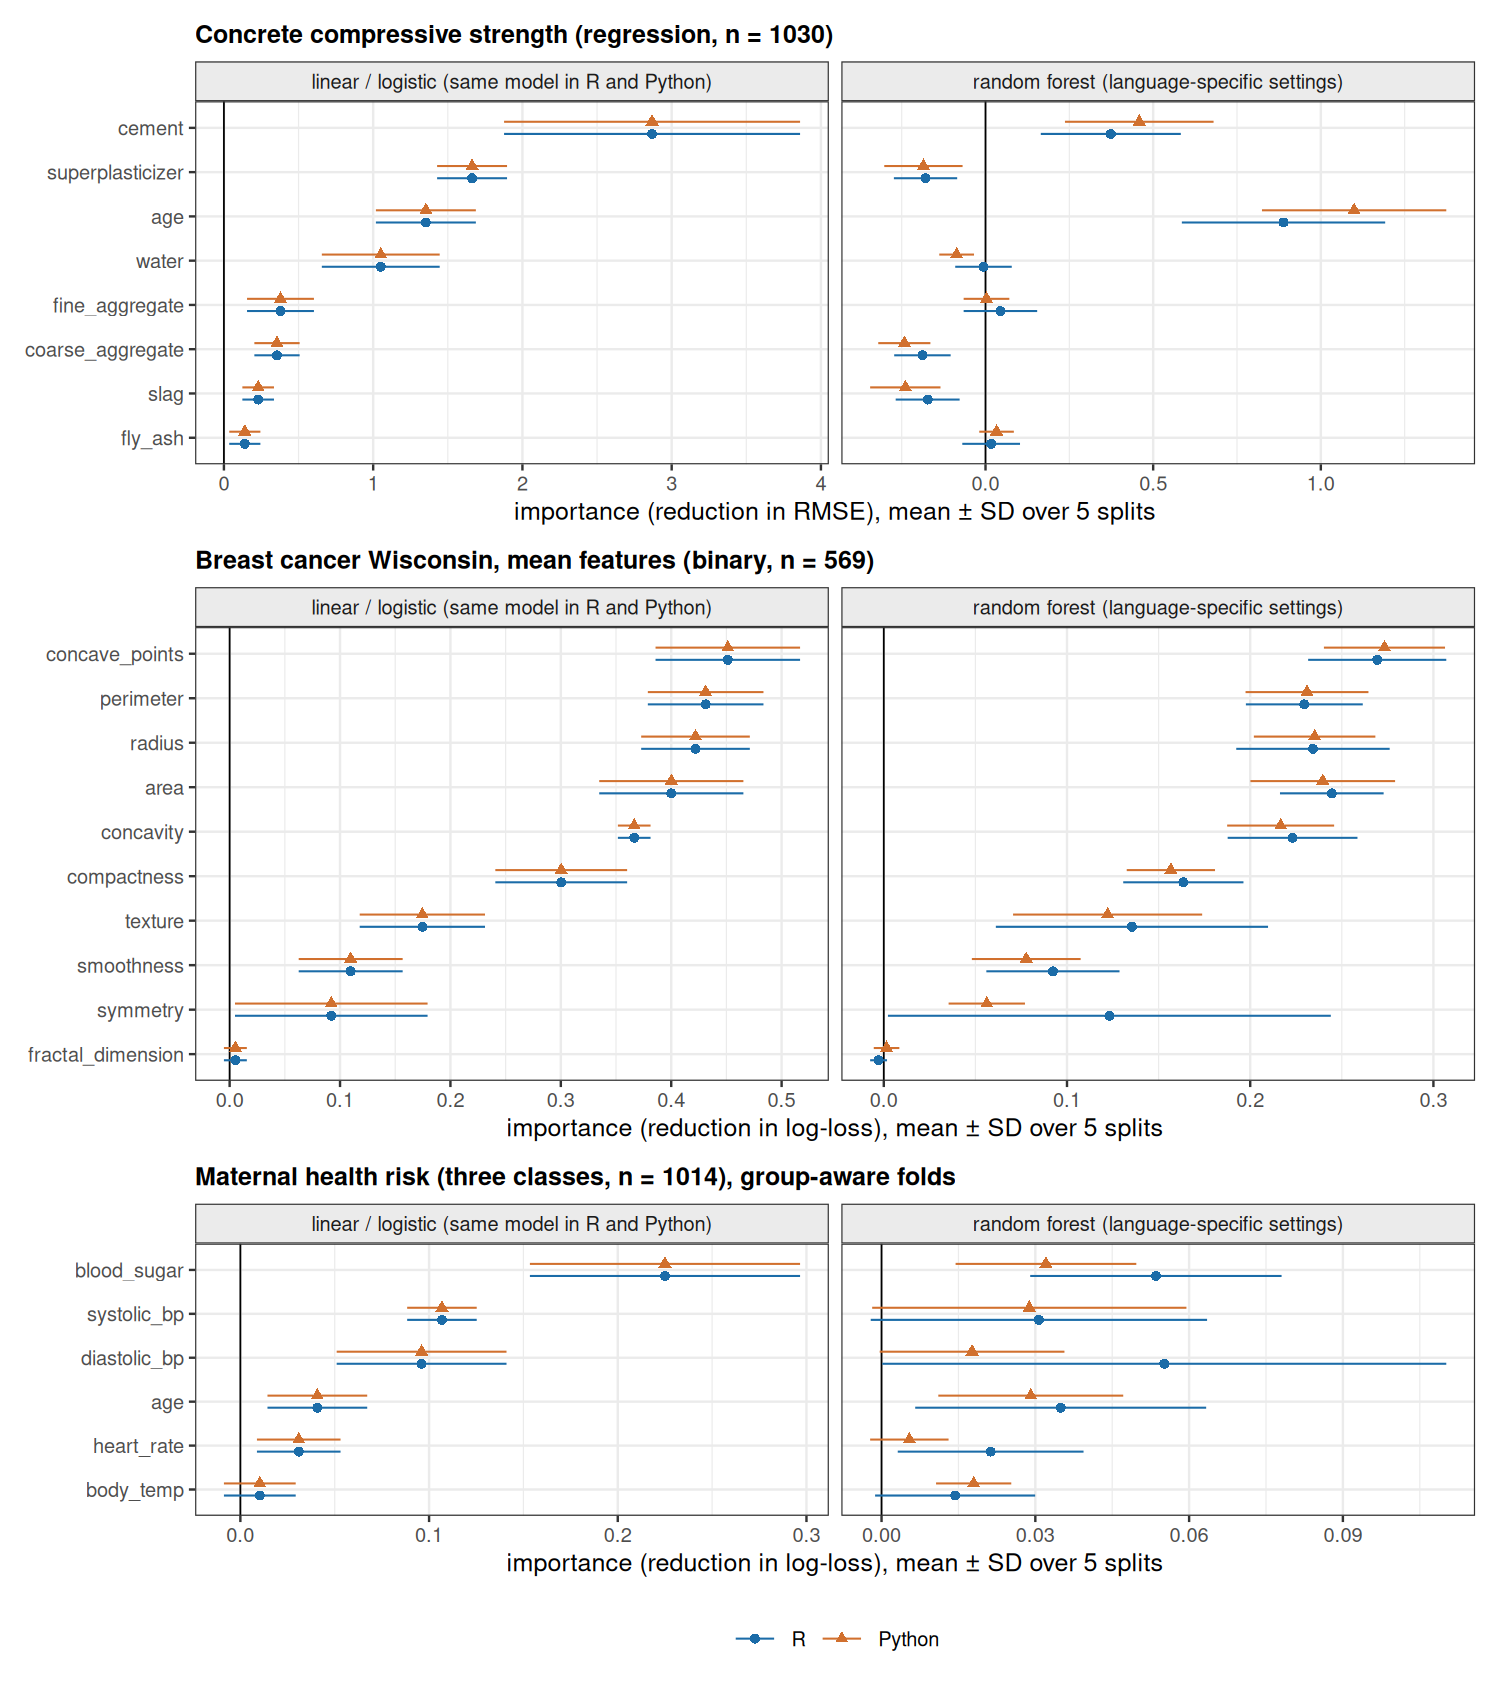 Concrete compressive strength (regression, n = 1030)
linear / logistic (same model in R and Python)
random forest (language-specific settings)
cement
superplasticizer
age
water
fine_aggregate
coarse_aggregate
slag
fly_ash
0 1 2 3 4
0.0 0.5 1.0
importance (reduction in RMSE), mean ± SD over 5 splits
Breast cancer Wisconsin, mean features (binary, n = 569)
linear / logistic (same model in R and Python)
random forest (language-specific settings)
concave_points
perimeter
radius
area
concavity
compactness
texture
smoothness
symmetry
fractal_dimension
0.0 0.1 0.2 0.3 0.4 0.5
0.0 0.1 0.2 0.3
importance (reduction in log-loss), mean ± SD over 5 splits
Maternal health risk (three classes, n = 1014), group-aware folds
linear / logistic (same model in R and Python)
random forest (language-specific settings)
blood_sugar
systolic_bp
diastolic_bp
age
heart_rate
body_temp
0.0 0.1 0.2 0.3
0.00 0.03 0.06 0.09
importance (reduction in log-loss), mean ± SD over 5 splits
R Python